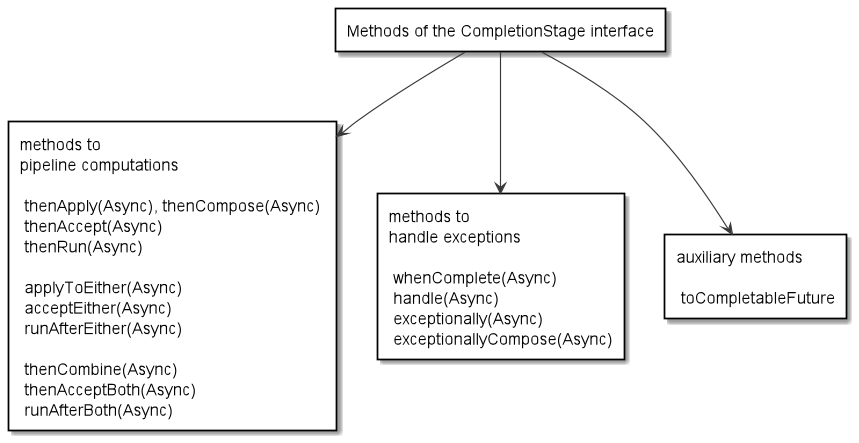 Methods of the CompletionStage interface
methods to
pipeline computations
thenApply(Async), thenCompose(Async)
thenAccept(Async)
thenRun(Async)
applyToEither(Async)
acceptEither(Async)
runAfterEither(Async)
thenCombine(Async)
thenAcceptBoth(Async)
runAfterBoth(Async)
methods to
handle exceptions
whenComplete(Async)
handle(Async)
exceptionally(Async)
exceptionallyCompose(Async)
auxiliary methods
toCompletableFuture